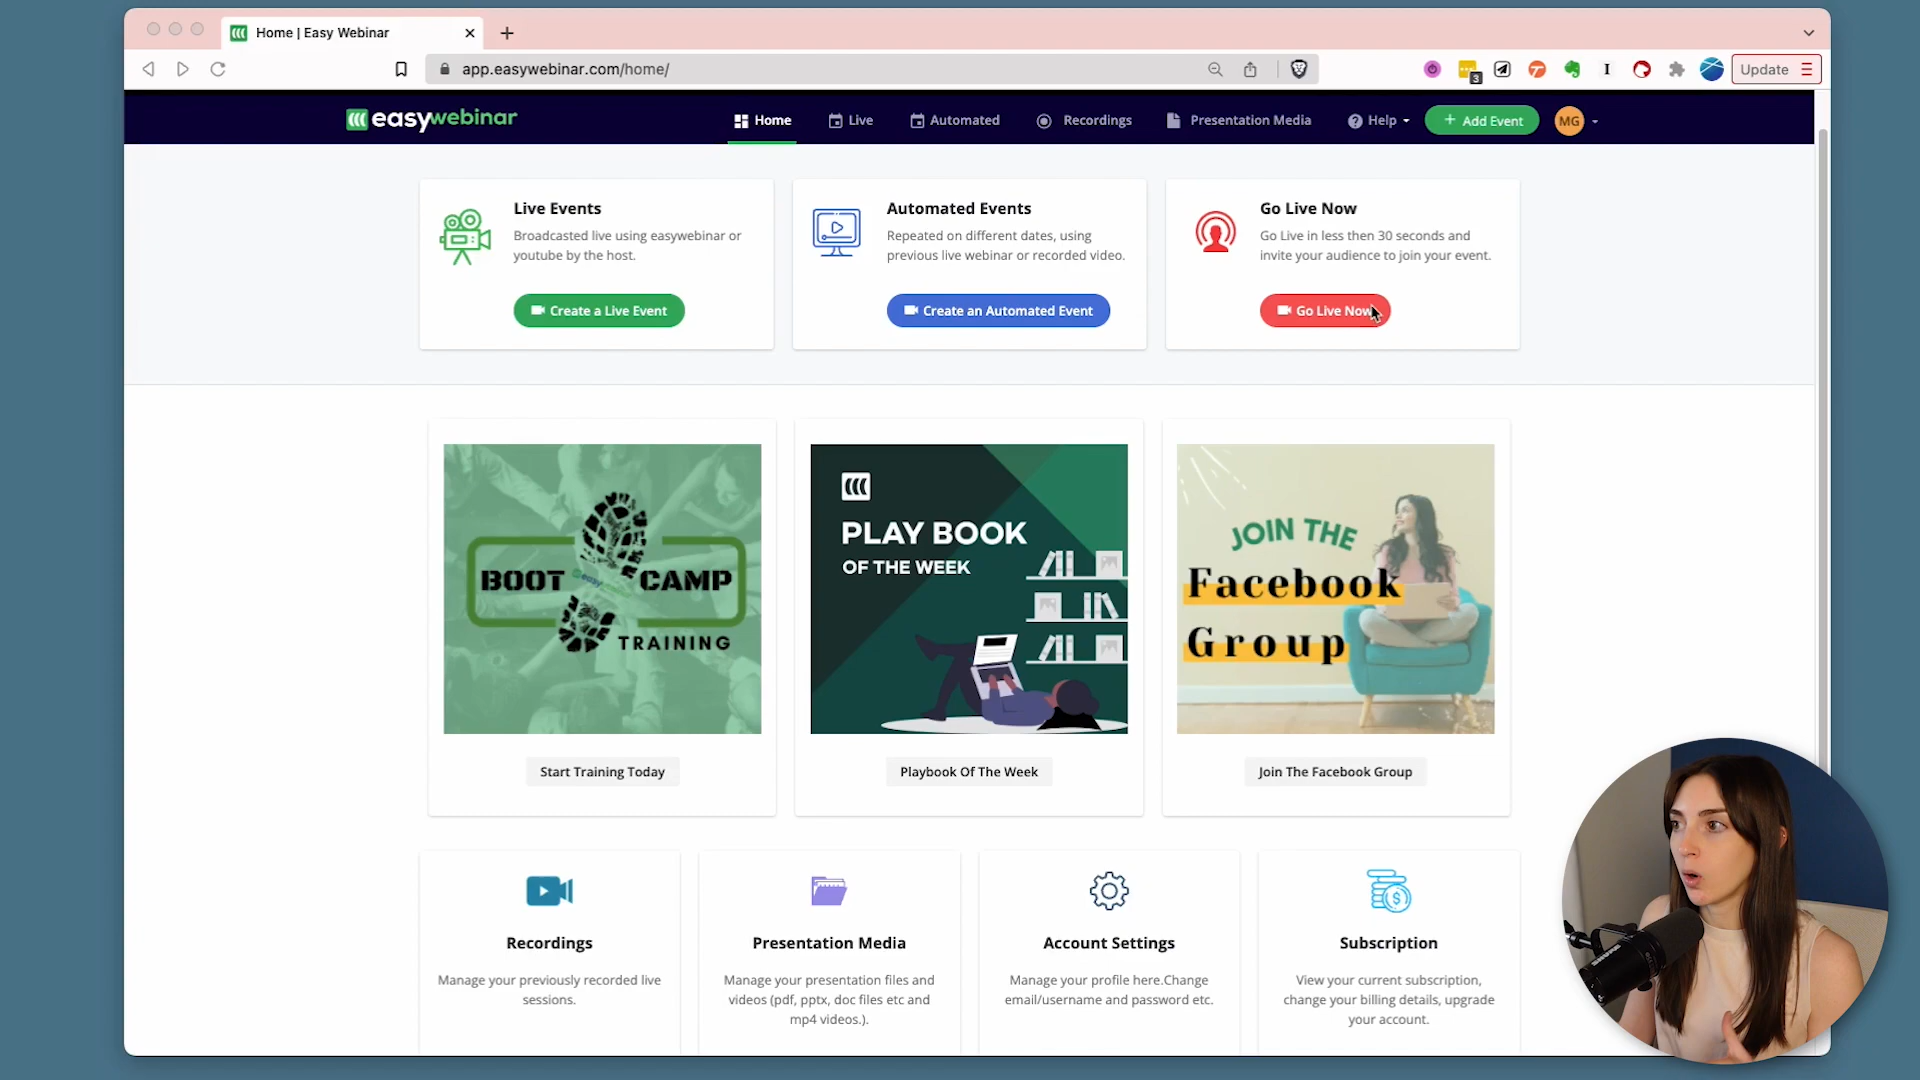 Home | Easy Webinar
app.easywebinar.com/home/
3
Update
easywebinar
Home
Live
Automated
Recordings
Presentation Media
Help
+ Add Event
MG
Live Events
Broadcasted live using easywebinar or
youtube by the host.
Create a Live Event
Automated Events
Repeated on different dates, using
previous live webinar or recorded video.
Create an Automated Event
Go Live Now
Go Live in less then 30 seconds and
invite your audience to join your event.
Go Live Now
BOOT CAMP
TRAINING
Start Training Today
PLAY BOOK
OF THE WEEK
Playbook Of The Week
JOIN THE
Facebook
Group
Join The Facebook Group
Recordings
Manage your previously recorded live
sessions.
Presentation Media
Manage your presentation files and
videos (pdf, pptx, doc files etc and
mp4 videos.).
Account Settings
Manage your profile here.Change
email/username and password etc.
Subscription
View your current subscription,
change your billing details, upgrade
your account.